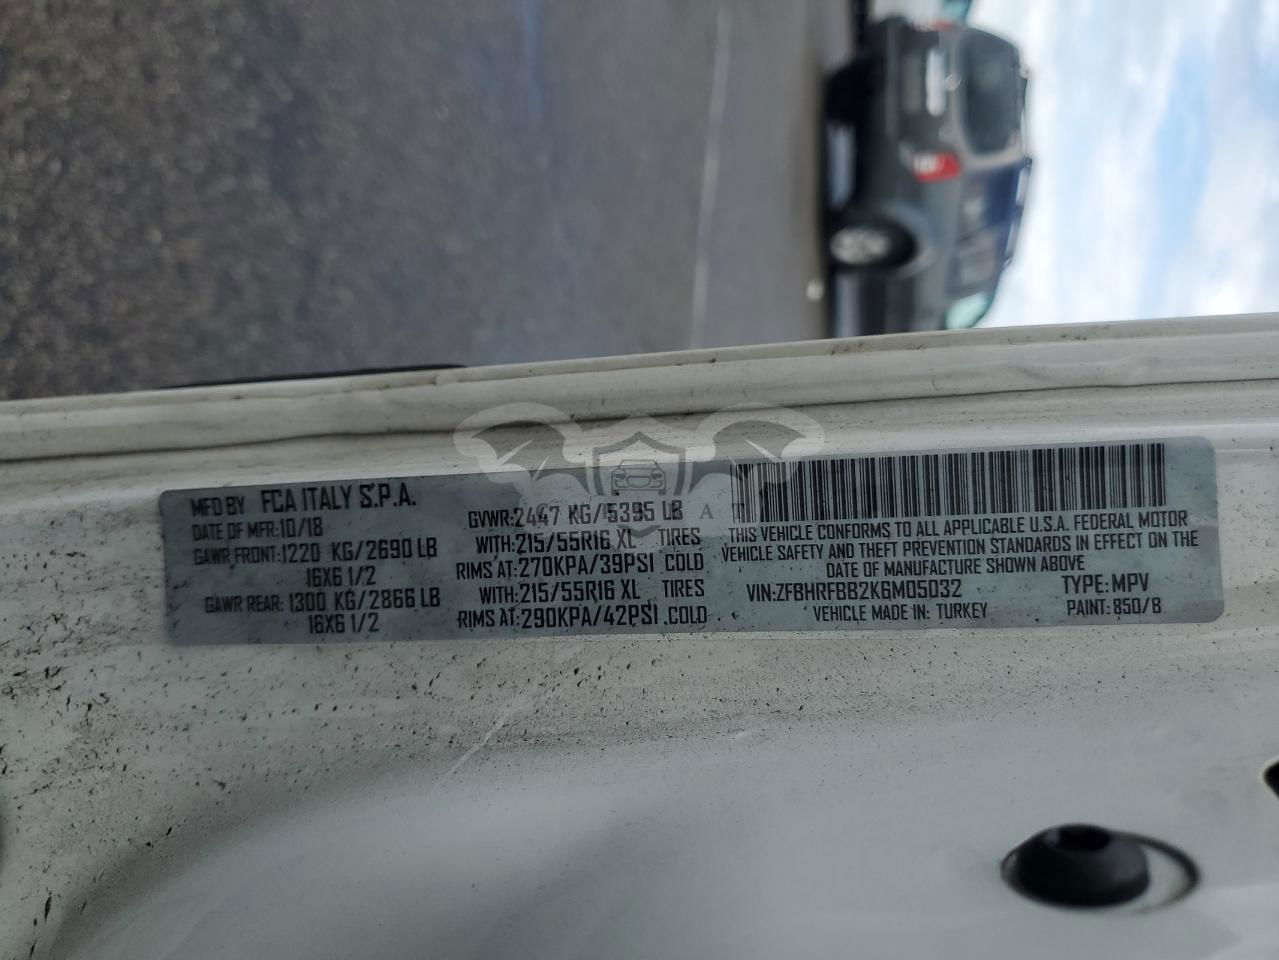 MFD BY FCA ITALY S.P.A.
DATE OF MFR: 10/18 GVWR: 2447 KG/5395 LB
GAWR FRONT: 1220 KG/2690 LB WITH: 215/55R16 XL TIRES
16X6 1/2 RIMS AT: 270KPA/39PSI COLD
GAWR REAR: 1300 KG/2866 LB WITH: 215/55R16 XL TIRES
16X6 1/2 RIMS AT: 290KPA/42PSI COLD
THIS VEHICLE CONFORMS TO ALL APPLICABLE U.S.A. FEDERAL MOTOR
VEHICLE SAFETY AND THEFT PREVENTION STANDARDS IN EFFECT ON THE
DATE OF MANUFACTURE SHOWN ABOVE
VIN: ZFBHRFBB2K6M05032 TYPE: MPV
VEHICLE MADE IN: TURKEY PAINT: 850/B